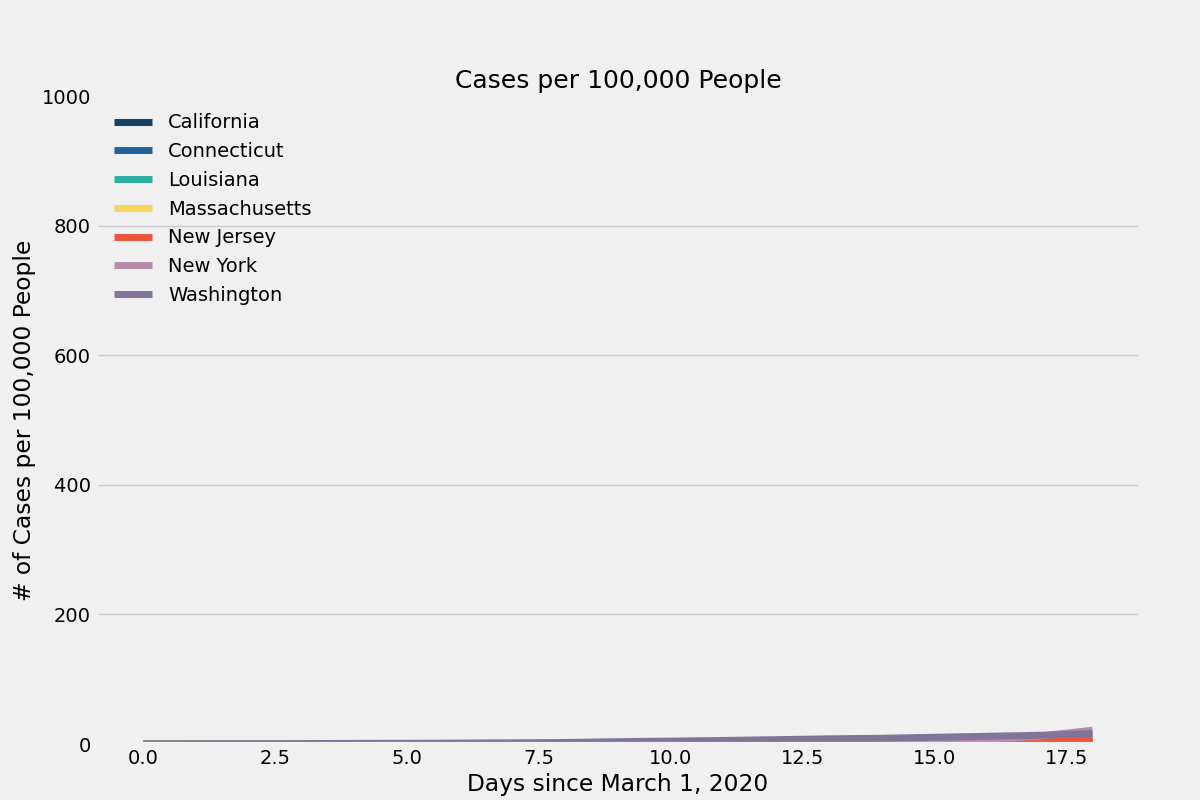 Cases per 100,000 People
1000
800
600
400
200
0
# of Cases per 100,000 People
California
Connecticut
Louisiana
Massachusetts
New Jersey
New York
Washington
0.0 2.5 5.0 7.5 10.0 12.5 15.0 17.5
Days since March 1, 2020